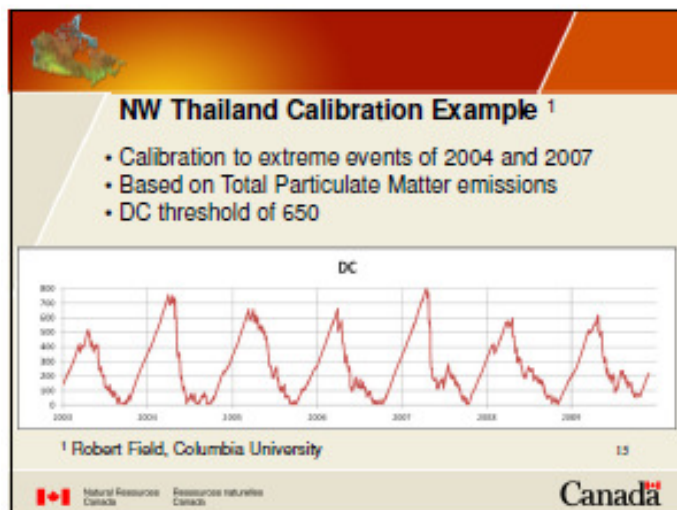 NW Thailand Calibration Example ¹
• Calibration to extreme events of 2004 and 2007
• Based on Total Particulate Matter emissions
• DC threshold of 650
DC
800
700
600
500
400
300
200
100
0
2003 2004 2005 2006 2007 2008 2009
¹ Robert Field, Columbia University 15
Natural Resources Ressources naturelles
Canada Canada
Canada